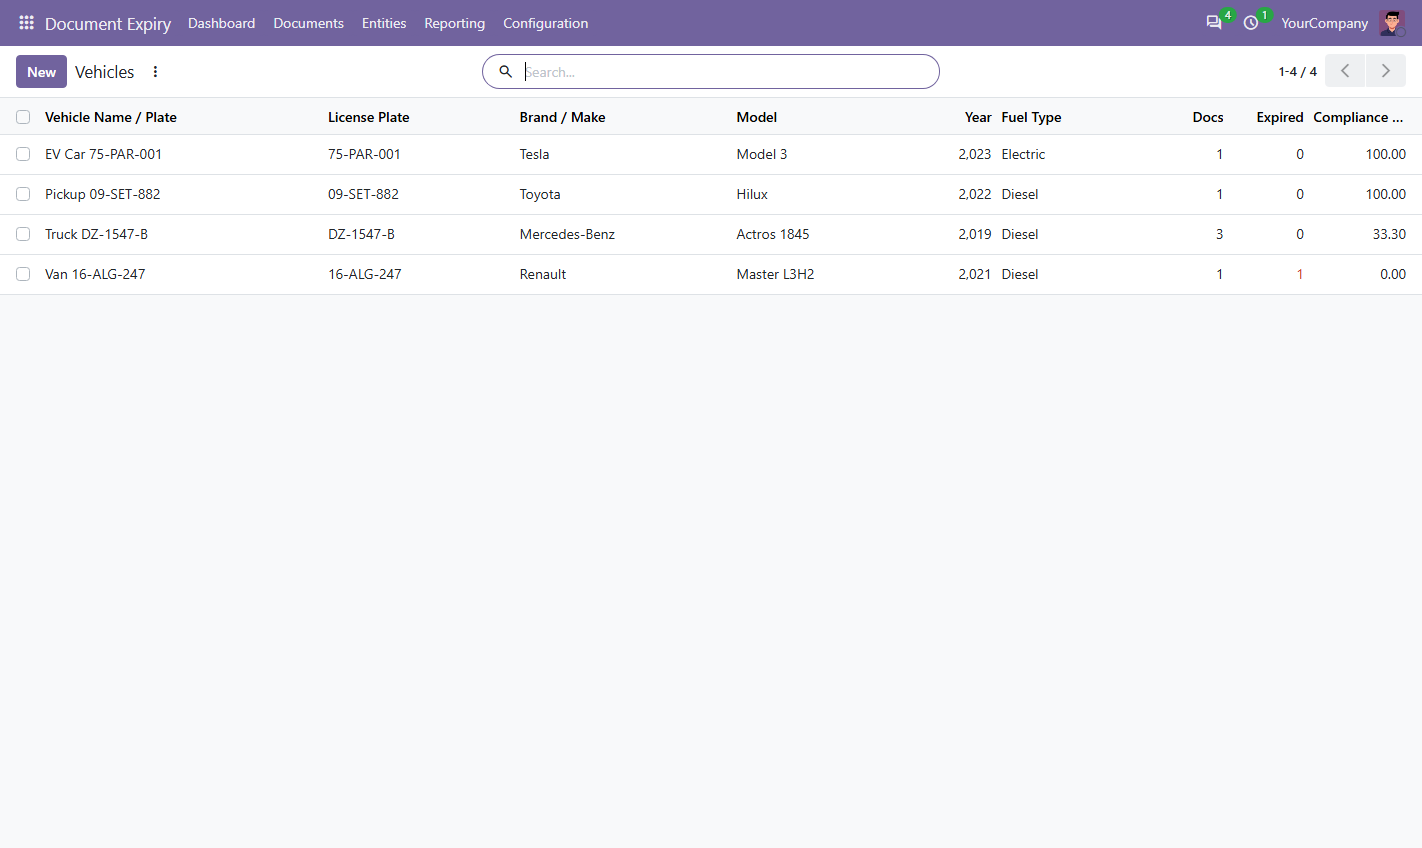 Document Expiry Dashboard Documents Entities Reporting Configuration 4 1 YourCompany
New Vehicles Search... 1-4 / 4
Vehicle Name / Plate License Plate Brand / Make Model Year Fuel Type Docs Expired Compliance ...
EV Car 75-PAR-001 75-PAR-001 Tesla Model 3 2,023 Electric 1 0 100.00
Pickup 09-SET-882 09-SET-882 Toyota Hilux 2,022 Diesel 1 0 100.00
Truck DZ-1547-B DZ-1547-B Mercedes-Benz Actros 1845 2,019 Diesel 3 0 33.30
Van 16-ALG-247 16-ALG-247 Renault Master L3H2 2,021 Diesel 1 1 0.00